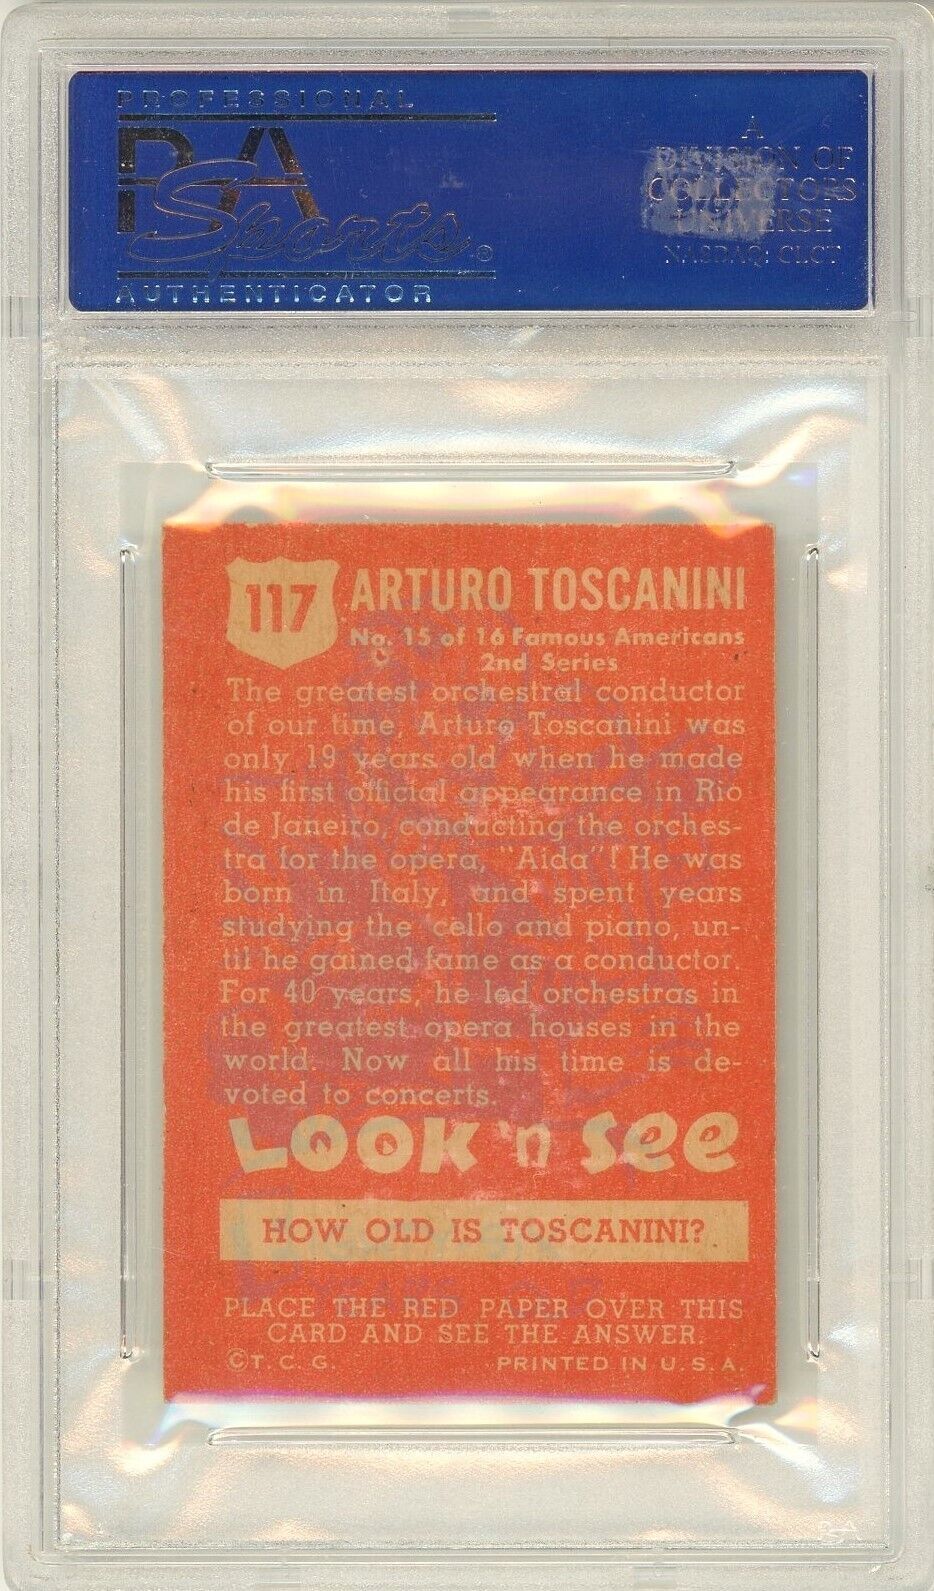 PROFESSIONAL
PSA
Sports
AUTHENTICATOR
A
DIVISION OF
COLLECTORS
UNIVERSE
NASDAQ: CLCT
117
ARTURO TOSCANINI
No. 15 of 16 Famous Americans
2nd Series
The greatest orchestral conductor
of our time, Arturo Toscanini was
only 19 years old when he made
his first official appearance in Rio
de Janeiro, conducting the orches-
tra for the opera, "Aida"! He was
born in Italy, and spent years
studying the cello and piano, un-
til he gained fame as a conductor.
For 40 years, he led orchestras in
the greatest opera houses in the
world. Now all his time is de-
voted to concerts.
LOOK 'n See
HOW OLD IS TOSCANINI?
PLACE THE RED PAPER OVER THIS
CARD AND SEE THE ANSWER.
©T. C. G.
PRINTED IN U. S. A.
PSA